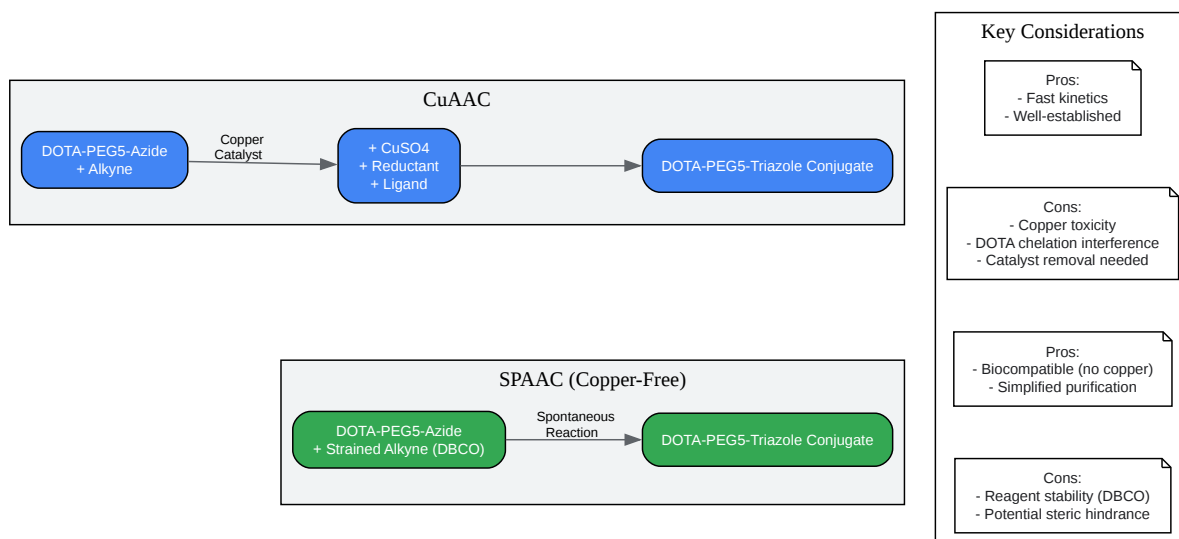 CuAAC
DOTA-PEG5-Azide
+ Alkyne
Copper
Catalyst
+ CuSO4
+ Reductant
+ Ligand
DOTA-PEG5-Triazole Conjugate
SPAAC (Copper-Free)
DOTA-PEG5-Azide
+ Strained Alkyne (DBCO)
Spontaneous
Reaction
DOTA-PEG5-Triazole Conjugate
Key Considerations
Pros:
- Fast kinetics
- Well-established
Cons:
- Copper toxicity
- DOTA chelation interference
- Catalyst removal needed
Pros:
- Biocompatible (no copper)
- Simplified purification
Cons:
- Reagent stability (DBCO)
- Potential steric hindrance